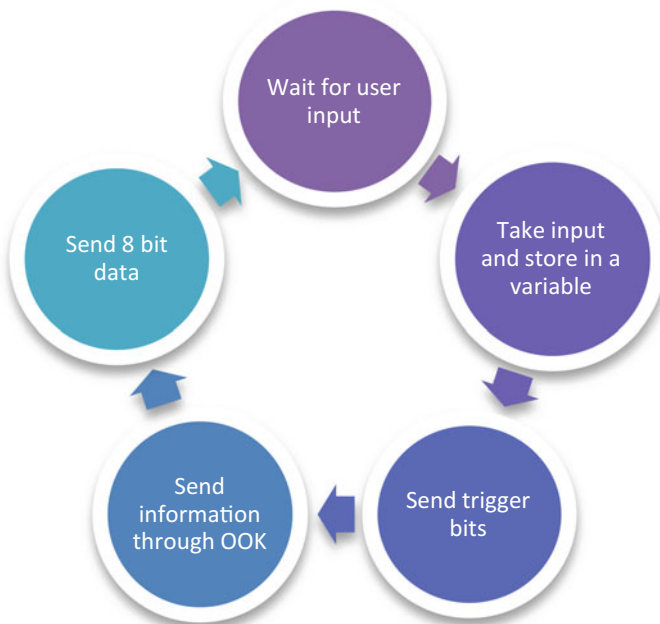 Wait for user
input
Take input
and store in a
variable
Send trigger
bits
Send
information
through OOK
Send 8 bit
data